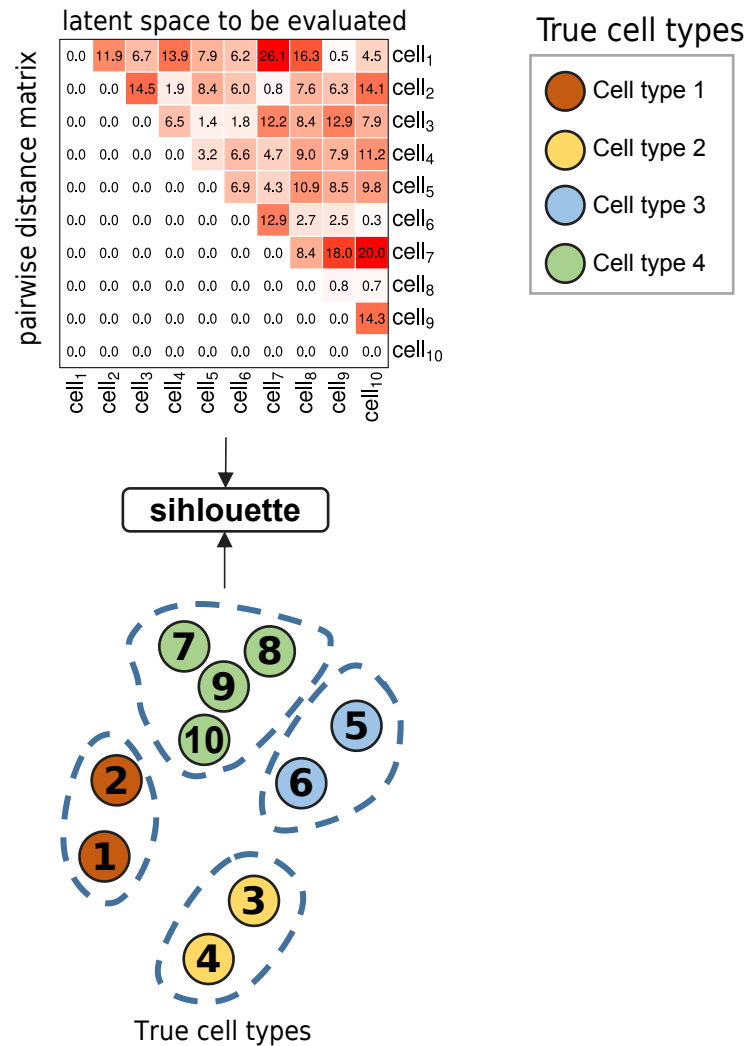 latent space to be evaluated
pairwise distance matrix
0.0 11.9 6.7 13.9 7.9 6.2 26.1 16.3 0.5 4.5 cell1
0.0 0.0 14.5 1.9 8.4 6.0 0.8 7.6 6.3 14.1 cell2
0.0 0.0 0.0 6.5 1.4 1.8 12.2 8.4 12.9 7.9 cell3
0.0 0.0 0.0 0.0 3.2 6.6 4.7 9.0 7.9 11.2 cell4
0.0 0.0 0.0 0.0 0.0 6.9 4.3 10.9 8.5 9.8 cell5
0.0 0.0 0.0 0.0 0.0 0.0 12.9 2.7 2.5 0.3 cell6
0.0 0.0 0.0 0.0 0.0 0.0 0.0 8.4 18.0 20.0 cell7
0.0 0.0 0.0 0.0 0.0 0.0 0.0 0.0 0.8 0.7 cell8
0.0 0.0 0.0 0.0 0.0 0.0 0.0 0.0 0.0 14.3 cell9
0.0 0.0 0.0 0.0 0.0 0.0 0.0 0.0 0.0 0.0 cell10
cell1 cell2 cell3 cell4 cell5 cell6 cell7 cell8 cell9 cell10
True cell types
Cell type 1
Cell type 2
Cell type 3
Cell type 4
sihlouette
7
8
9
10
5
6
2
1
3
4
True cell types